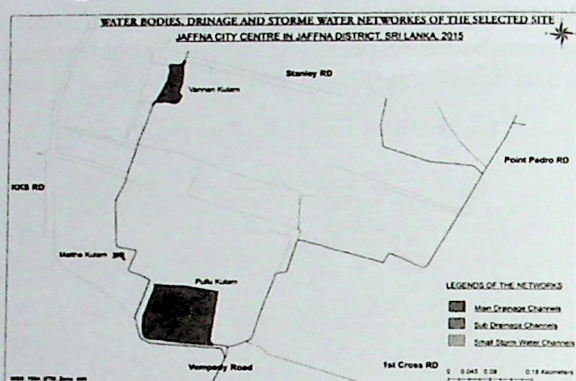 WATER BODIES, DRINAGE AND STORME WATER NETWORKES OF THE SELECTED SITE
JAFFNA CITY CENTRE IN JAFFNA DISTRICT, SRI LANKA, 2015
Stanley RD
Vannan Kulam
Point Pedro RD
KKS RD
Maitha Kulam
Pullu Kulam
LEGENDS OF THE NETWORKS
Main Drainage Channels
Sub Drainage Channels
Small Storm Water Channels
Vempady Road
1st Cross RD
0 0.045 0.09 0.18 Kilometers